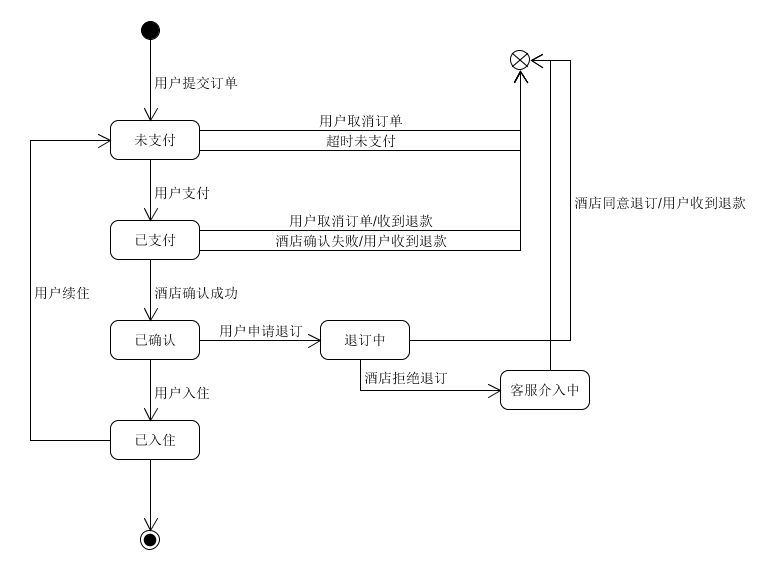 用户提交订单
用户取消订单
未支付
超时未支付
用户支付
酒店同意退订/用户收到退款
用户取消订单/收到退款
已支付
酒店确认失败/用户收到退款
用户续住
酒店确认成功
用户申请退订
已确认
退订中
酒店拒绝退订
用户入住
客服介入中
已入住